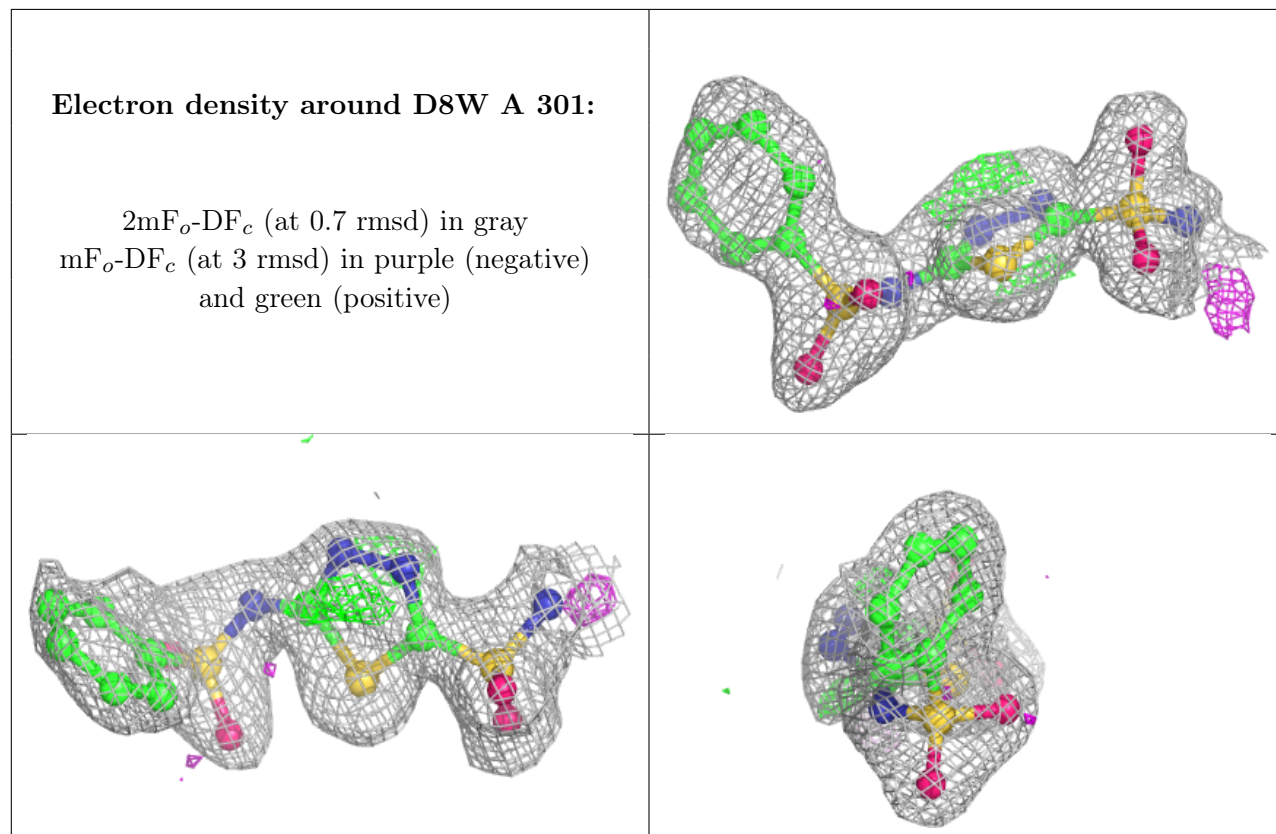 Electron density around D8W A 301:
2mFₒ-DF𝒸 (at 0.7 rmsd) in gray
mFₒ-DF𝒸 (at 3 rmsd) in purple (negative)
and green (positive)